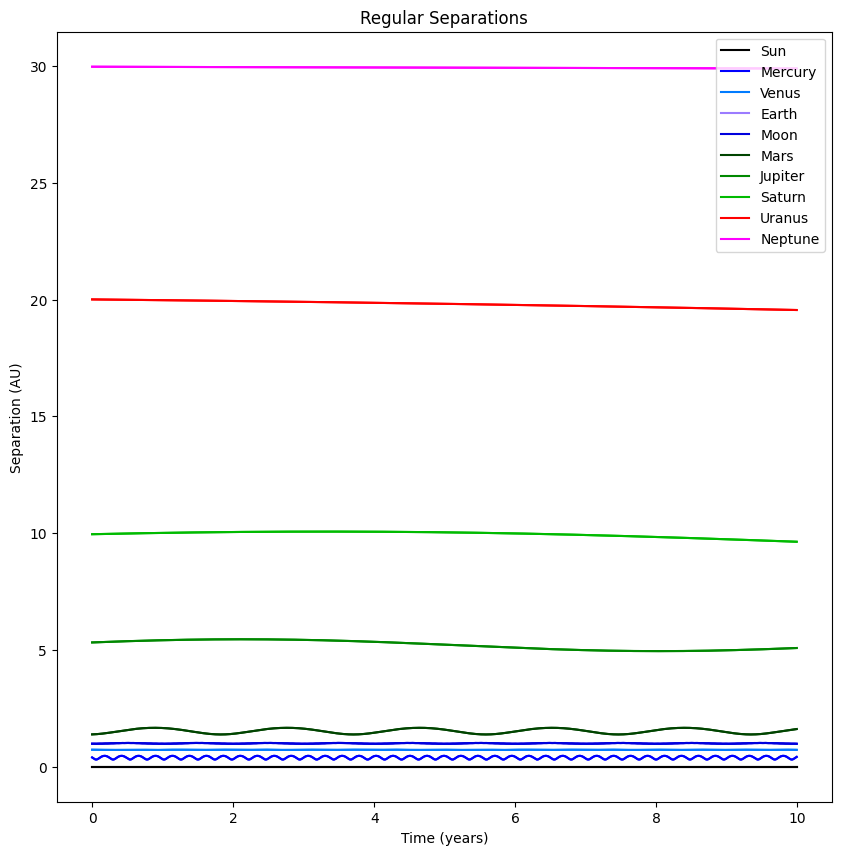 Regular Separations
Sun
Mercury
Venus
Earth
Moon
Mars
Jupiter
Saturn
Uranus
Neptune
30
25
20
15
10
5
0
Separation (AU)
0 2 4 6 8 10
Time (years)